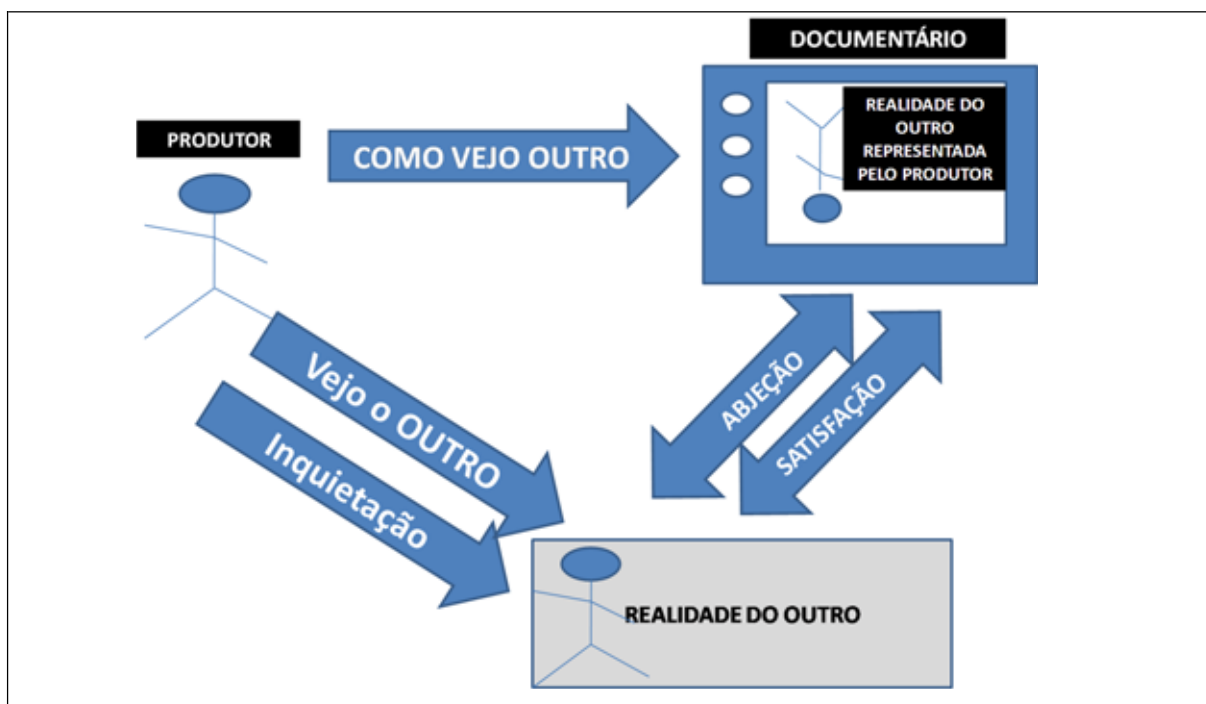 DOCUMENTÁRIO
PRODUTOR
COMO VEJO OUTRO
REALIDADE DO
OUTRO
REPRESENTADA
PELO PRODUTOR
Vejo o OUTRO
Inquietação
ABJEÇÃO
SATISFAÇÃO
REALIDADE DO OUTRO